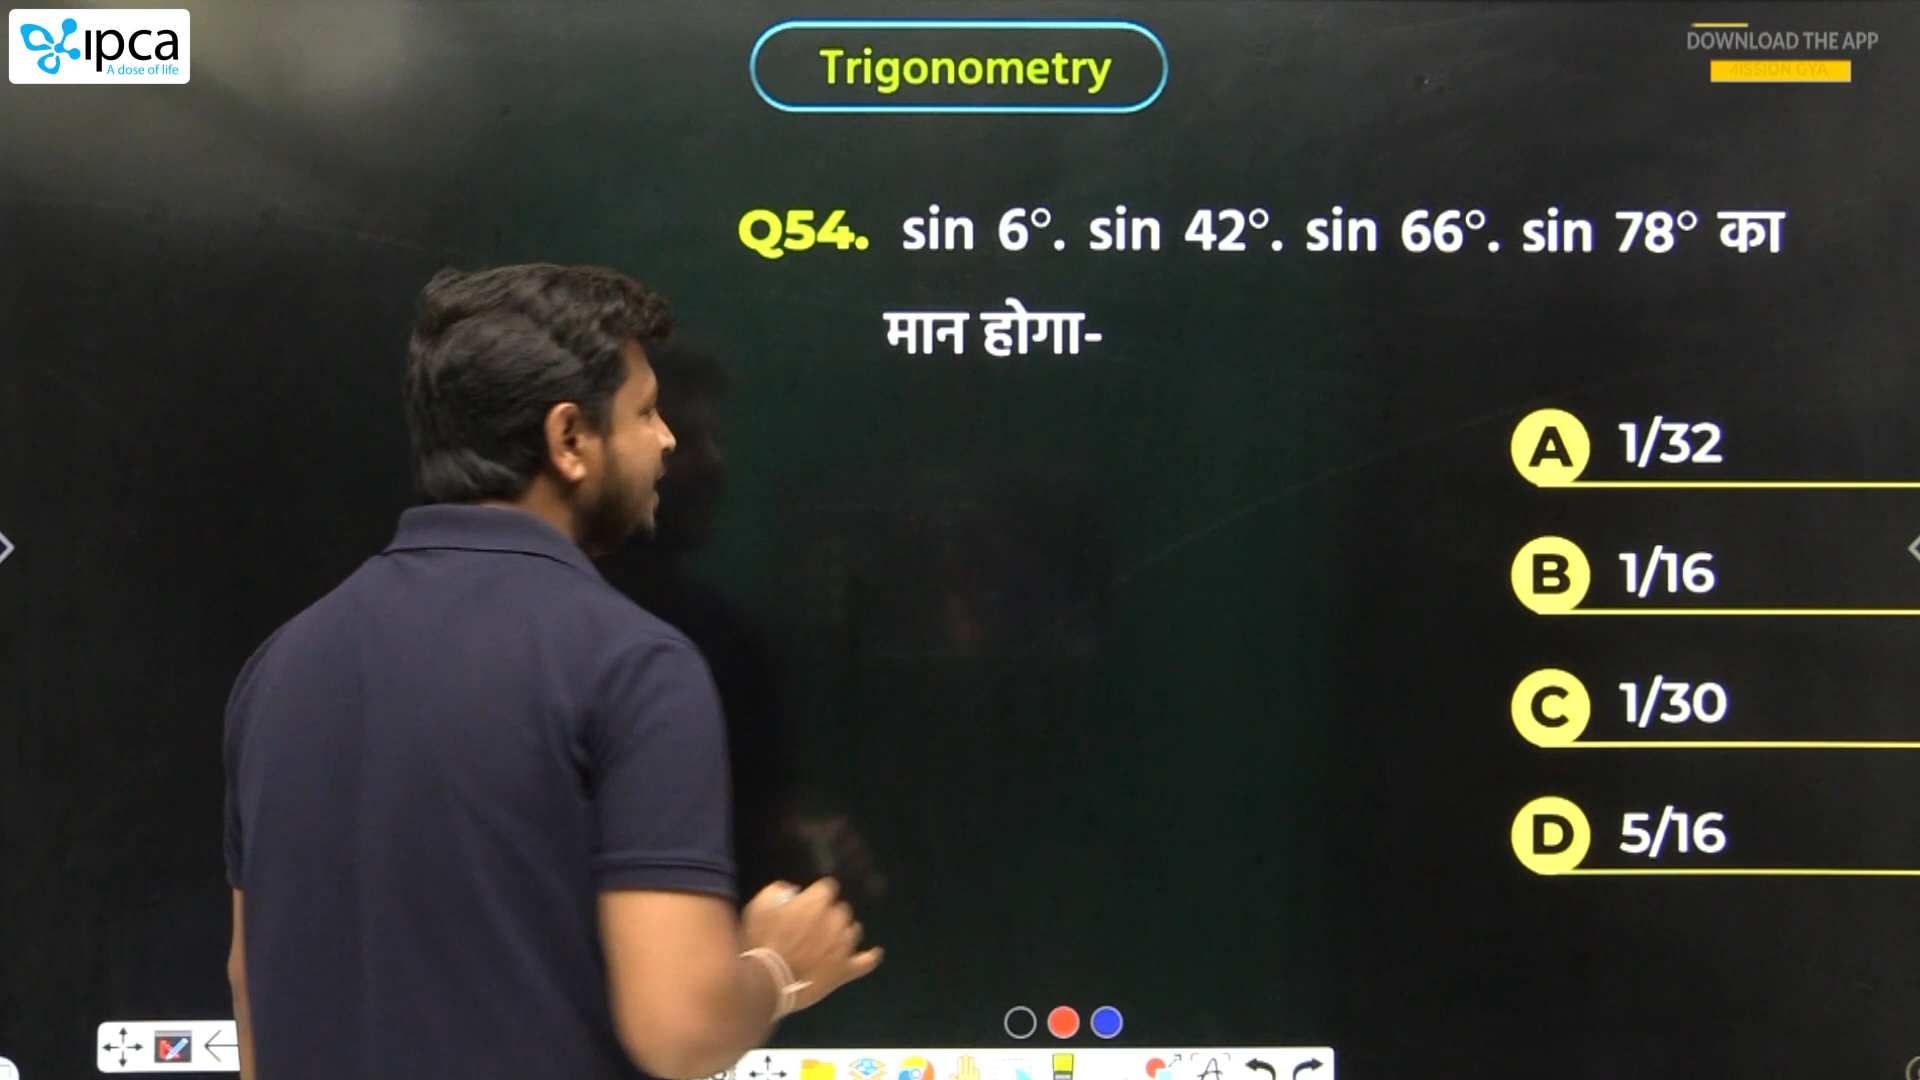 ipca
A dose of life
Trigonometry
DOWNLOAD THE APP
Q54. sin 6°. sin 42°. sin 66°. sin 78° का
मान होगा-
A 1/32
B 1/16
C 1/30
D 5/16